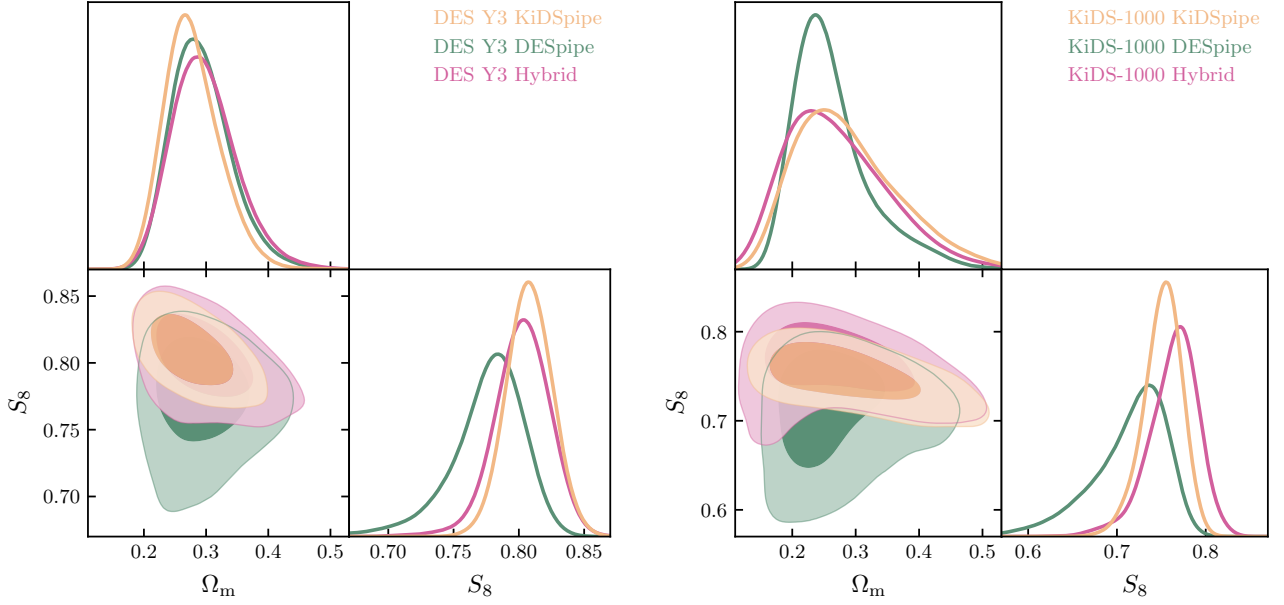 DES Y3 KiDSpipe
DES Y3 DESpipe
DES Y3 Hybrid
0.85
0.80
0.75
0.70
S₈
0.2
0.3
0.4
0.5
Ωₘ
0.70
0.75
0.80
0.85
S₈
KiDS-1000 KiDSpipe
KiDS-1000 DESpipe
KiDS-1000 Hybrid
0.8
0.7
0.6
S₈
0.2
0.3
0.4
0.5
Ωₘ
0.6
0.7
0.8
S₈